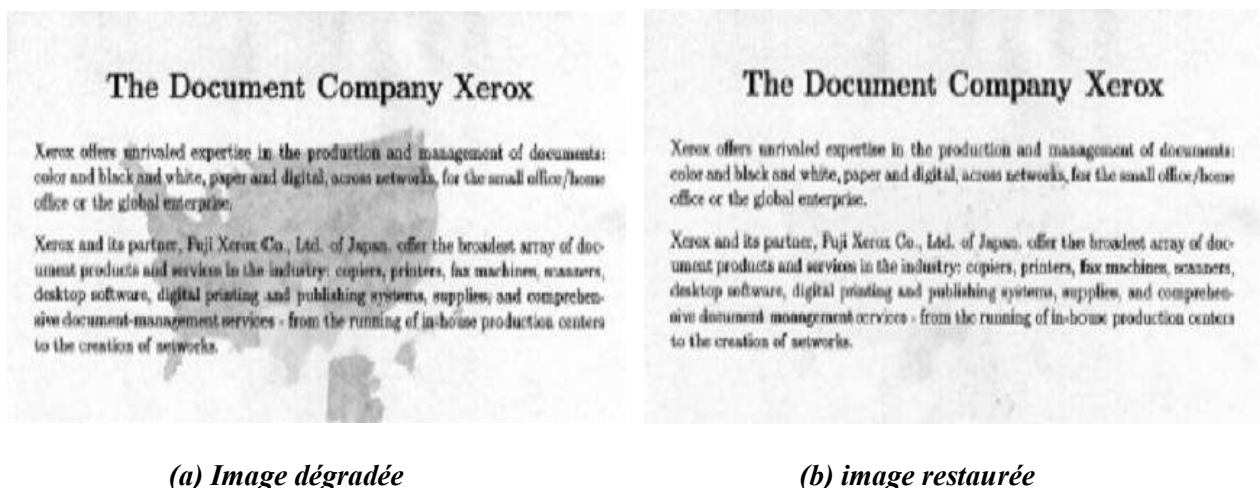 The Document Company Xerox
Xerox offers unrivaled expertise in the production and management of documents:
color and black and white, paper and digital, across networks, for the small office/home
office or the global enterprise.
Xerox and its partner, Fuji Xerox Co., Ltd. of Japan. offer the broadest array of doc-
ument products and services in the industry: copiers, printers, fax machines, scanners,
desktop software, digital printing and publishing systems, supplies, and comprehen-
sive document-management services - from the running of in-house production centers
to the creation of networks.
(a) Image dégradée
The Document Company Xerox
Xerox offers unrivaled expertise in the production and management of documents:
color and black and white, paper and digital, across networks, for the small office/home
office or the global enterprise.
Xerox and its partner, Fuji Xerox Co., Ltd. of Japan. offer the broadest array of doc-
ument products and services in the industry: copiers, printers, fax machines, scanners,
desktop software, digital printing and publishing systems, supplies, and comprehen-
sive document management services - from the running of in-house production centers
to the creation of networks.
(b) image restaurée